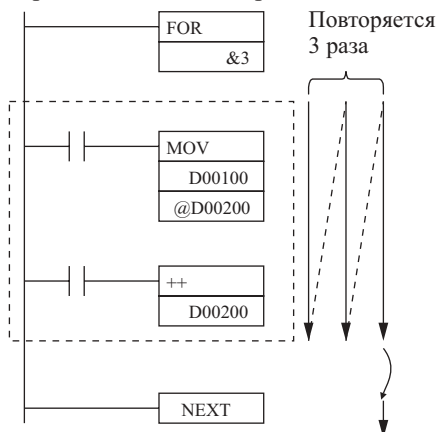 FOR
&3
Повторяется
3 раза
MOV
D00100
@D00200
++
D00200
NEXT